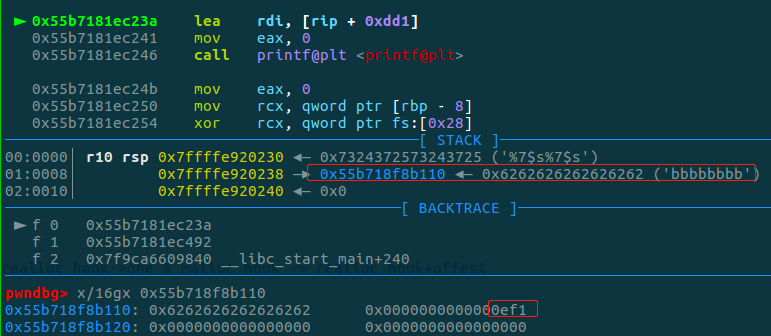 ► 0x55b7181ec23a lea rdi, [rip + 0xdd1]
0x55b7181ec241 mov eax, 0
0x55b7181ec246 call printf@plt <printf@plt>
0x55b7181ec24b mov eax, 0
0x55b7181ec250 mov rcx, qword ptr [rbp - 8]
0x55b7181ec254 xor rcx, qword ptr fs:[0x28]
[ STACK ]
00:0000│ r10 rsp 0x7ffffe920230 ◂— 0x7324372573243725 ('%7$s%7$s')
01:0008│ 0x7ffffe920238 —▸ 0x55b718f8b110 ◂— 0x6262626262626262 ('bbbbbbbb')
02:0010│ 0x7ffffe920240 ◂— 0x0
[ BACKTRACE ]
► f 0 0x55b7181ec23a
f 1 0x55b7181ec492
f 2 0x7f9ca6609840 __libc_start_main+240
pwndbg> x/16gx 0x55b718f8b110
0x55b718f8b110: 0x6262626262626262 0x0000000000000ef1
0x55b718f8b120: 0x0000000000000000 0x0000000000000000